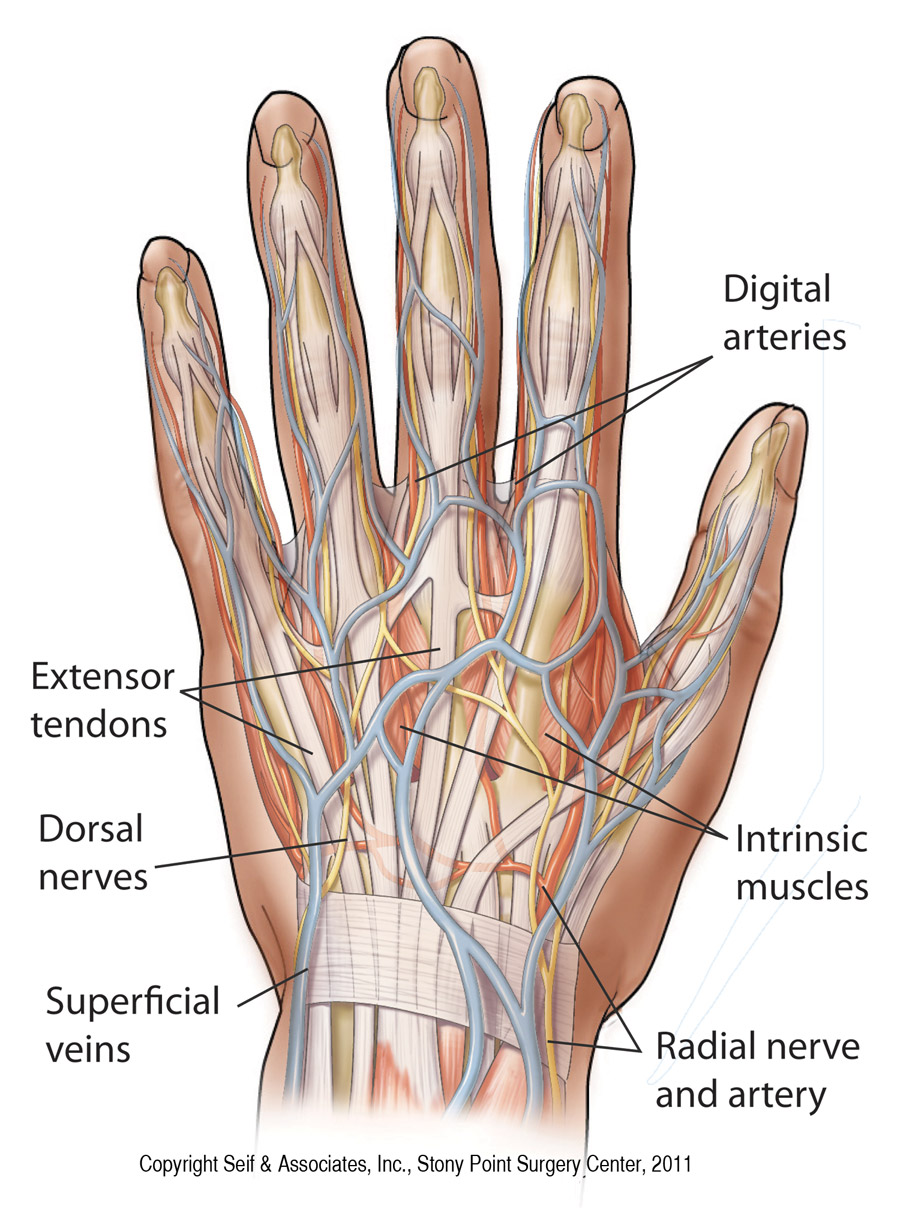 Digital
arteries
Extensor
tendons
Dorsal
nerves
Intrinsic
muscles
Superficial
veins
Radial nerve
and artery
Copyright Seif & Associates, Inc., Stony Point Surgery Center, 2011